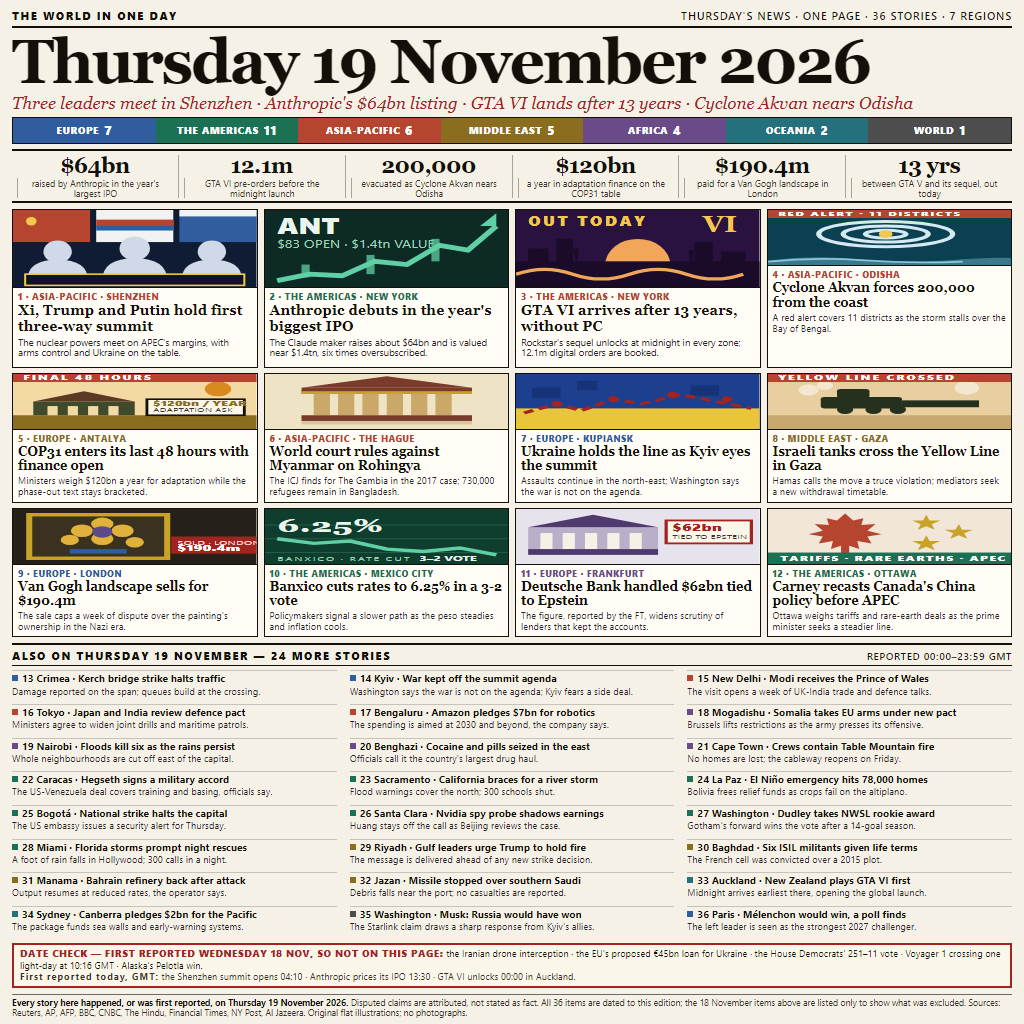 THE WORLD IN ONE DAY
THURSDAY'S NEWS · ONE PAGE · 36 STORIES · 7 REGIONS
Thursday 19 November 2026
Three leaders meet in Shenzhen · Anthropic's $64bn listing · GTA VI lands after 13 years · Cyclone Akvan nears Odisha
EUROPE 7
THE AMERICAS 11
ASIA-PACIFIC 6
MIDDLE EAST 5
AFRICA 4
OCEANIA 2
WORLD 1
$64bn
raised by Anthropic in the year's
largest IPO
12.1m
GTA VI pre-orders before the
midnight launch
200,000
evacuated as Cyclone Akvan nears
Odisha
$120bn
a year in adaptation finance on the
COP31 table
$190.4m
paid for a Van Gogh landscape in
London
13 yrs
between GTA V and its sequel, out
today
1 · ASIA-PACIFIC · SHENZHEN
Xi, Trump and Putin hold first
three-way summit
The nuclear powers meet on APEC's margins, with
arms control and Ukraine on the table.
ANT
$83 OPEN · $1.4tn VALUE
2 · THE AMERICAS · NEW YORK
Anthropic debuts in the year's
biggest IPO
The Claude maker raises about $64bn and is valued
near $1.4tn, six times oversubscribed.
OUT TODAY
VI
3 · THE AMERICAS · NEW YORK
GTA VI arrives after 13 years,
without PC
Rockstar's sequel unlocks at midnight in every zone;
12.1m digital orders are booked.
RED ALERT · 11 DISTRICTS
4 · ASIA-PACIFIC · ODISHA
Cyclone Akvan forces 200,000
from the coast
A red alert covers 11 districts as the storm stalls over the
Bay of Bengal.
FINAL 48 HOURS
$120bn / YEAR
ADAPTATION ASK
5 · EUROPE · ANTALYA
COP31 enters its last 48 hours with
finance open
Ministers weigh $120bn a year for adaptation while the
phase-out text stays bracketed.
6 · ASIA-PACIFIC · THE HAGUE
World court rules against
Myanmar on Rohingya
The ICJ finds for The Gambia in the 2017 case; 730,000
refugees remain in Bangladesh.
7 · EUROPE · KUPIANSK
Ukraine holds the line as Kyiv eyes
the summit
Assaults continue in the north-east; Washington says
the war is not on the agenda.
YELLOW LINE CROSSED
8 · MIDDLE EAST · GAZA
Israeli tanks cross the Yellow Line
in Gaza
Hamas calls the move a truce violation; mediators seek
a new withdrawal timetable.
SOLD · LONDON
$190.4m
9 · EUROPE · LONDON
Van Gogh landscape sells for
$190.4m
The sale caps a week of dispute over the painting's
ownership in the Nazi era.
6.25%
BANXICO · RATE CUT 3–2 VOTE
10 · THE AMERICAS · MEXICO CITY
Banxico cuts rates to 6.25% in a 3-2
vote
Policymakers signal a slower path as the peso steadies
and inflation cools.
$62bn
TIED TO EPSTEIN
11 · EUROPE · FRANKFURT
Deutsche Bank handled $62bn tied
to Epstein
The figure, reported by the FT, widens scrutiny of
lenders that kept the accounts.
TARIFFS · RARE EARTHS · APEC
12 · THE AMERICAS · OTTAWA
Carney recasts Canada's China
policy before APEC
Ottawa weighs tariffs and rare-earth deals as the prime
minister seeks a steadier line.
ALSO ON THURSDAY 19 NOVEMBER — 24 MORE STORIES
REPORTED 00:00–23:59 GMT
13 Crimea · Kerch bridge strike halts traffic
Damage reported on the span; queues build at the crossing.
14 Kyiv · War kept off the summit agenda
Washington says the war is not on the agenda; Kyiv fears a side deal.
15 New Delhi · Modi receives the Prince of Wales
The visit opens a week of UK-India trade and defence talks.
16 Tokyo · Japan and India review defence pact
Ministers agree to widen joint drills and maritime patrols.
17 Bengaluru · Amazon pledges $7bn for robotics
The spending is aimed at 2030 and beyond, the company says.
18 Mogadishu · Somalia takes EU arms under new pact
Brussels lifts restrictions as the army presses its offensive.
19 Nairobi · Floods kill six as the rains persist
Whole neighbourhoods are cut off east of the capital.
20 Benghazi · Cocaine and pills seized in the east
Officials call it the country's largest drug haul.
21 Cape Town · Crews contain Table Mountain fire
No homes are lost; the cableway reopens on Friday.
22 Caracas · Hegseth signs a military accord
The US-Venezuela deal covers training and basing, officials say.
23 Sacramento · California braces for a river storm
Flood warnings cover the north; 300 schools shut.
24 La Paz · El Niño emergency hits 78,000 homes
Bolivia frees relief funds as crops fail on the altiplano.
25 Bogotá · National strike halts the capital
The US embassy issues a security alert for Thursday.
26 Santa Clara · Nvidia spy probe shadows earnings
Huang stays off the call as Beijing reviews the case.
27 Washington · Dudley takes NWSL rookie award
Gotham's forward wins the vote after a 14-goal season.
28 Miami · Florida storms prompt night rescues
A foot of rain falls in Hollywood; 300 calls in a night.
29 Riyadh · Gulf leaders urge Trump to hold fire
The message is delivered ahead of any new strike decision.
30 Baghdad · Six ISIL militants given life terms
The French cell was convicted over a 2015 plot.
31 Manama · Bahrain refinery back after attack
Output resumes at reduced rates, the operator says.
32 Jazan · Missile stopped over southern Saudi
Debris falls near the port; no casualties are reported.
33 Auckland · New Zealand plays GTA VI first
Midnight arrives earliest there, opening the global launch.
34 Sydney · Canberra pledges $2bn for the Pacific
The package funds sea walls and early-warning systems.
35 Washington · Musk: Russia would have won
The Starlink claim draws a sharp response from Kyiv's allies.
36 Paris · Mélenchon would win, a poll finds
The left leader is seen as the strongest 2027 challenger.
DATE CHECK — FIRST REPORTED WEDNESDAY 18 NOV, SO NOT ON THIS PAGE: the Iranian drone interception · the EU's proposed €45bn loan for Ukraine · the House Democrats' 251–11 vote · Voyager 1 crossing one
light-day at 10:16 GMT · Alaska's Pelotla win.
First reported today, GMT: the Shenzhen summit opens 04:10 · Anthropic prices its IPO 13:30 · GTA VI unlocks 00:00 in Auckland.
Every story here happened, or was first reported, on Thursday 19 November 2026. Disputed claims are attributed, not stated as fact. All 36 items are dated to this edition; the 18 November items above are listed only to show what was excluded. Sources:
Reuters, AP, AFP, BBC, CNBC, The Hindu, Financial Times, NY Post, Al Jazeera. Original flat illustrations; no photographs.